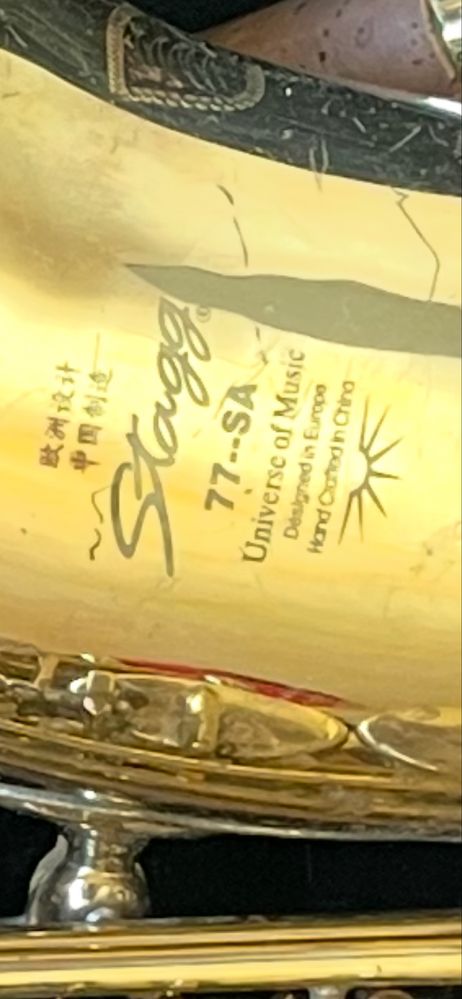 欧洲设计
中国制造
Stagg®
77--SA
Universe of Music
Designed in Europe
Hand Crafted in China